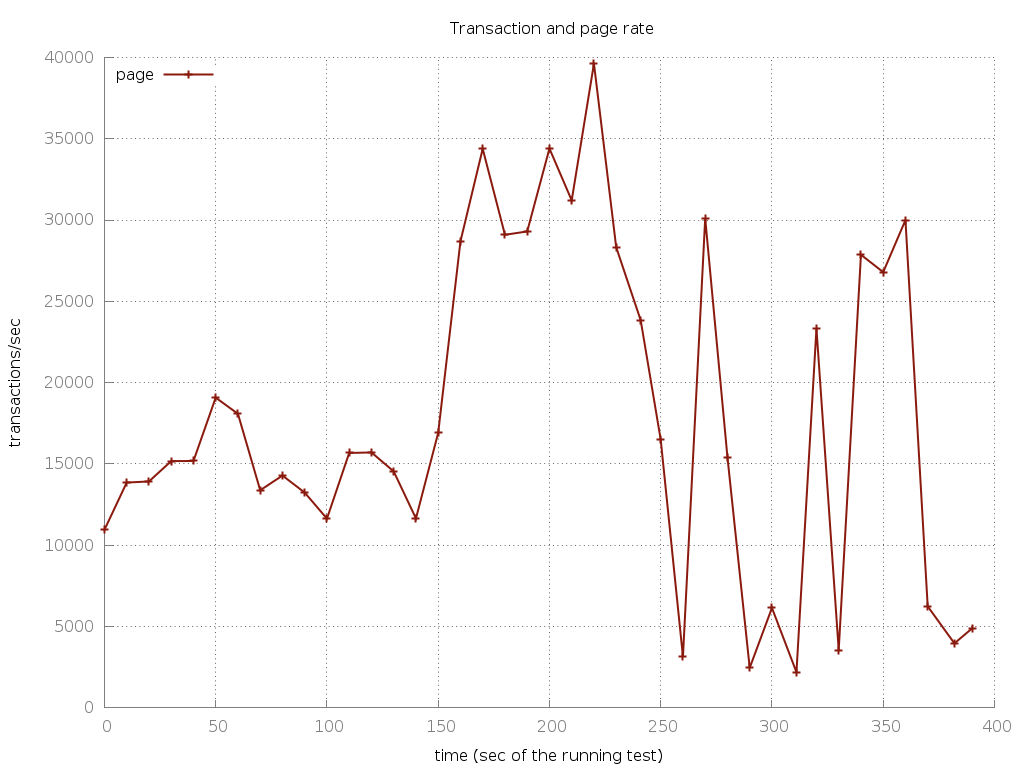 Transaction and page rate
page
40000
35000
30000
25000
20000
15000
10000
5000
0
transactions/sec
0 50 100 150 200 250 300 350 400
time (sec of the running test)